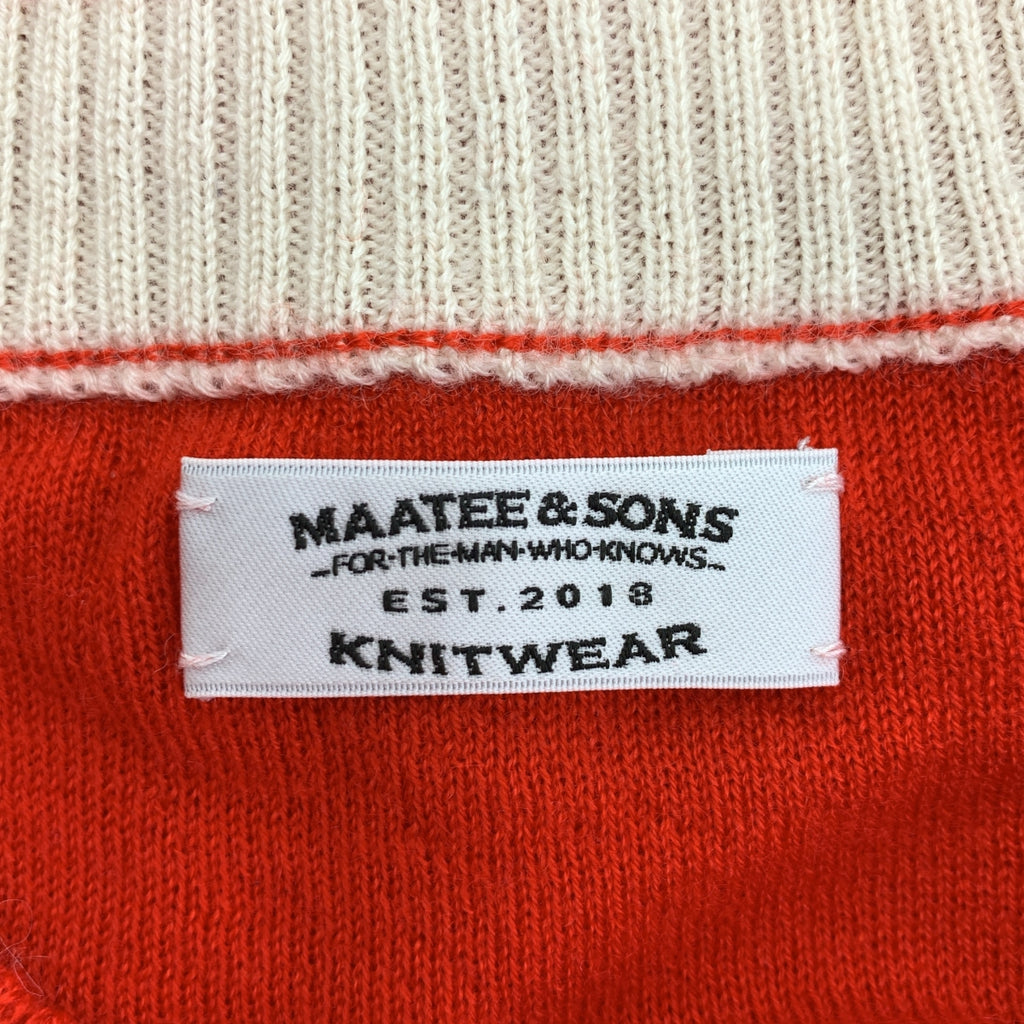 MAATEE & SONS
–FOR·THE·MAN·WHO·KNOWS–
EST. 2018
KNITWEAR